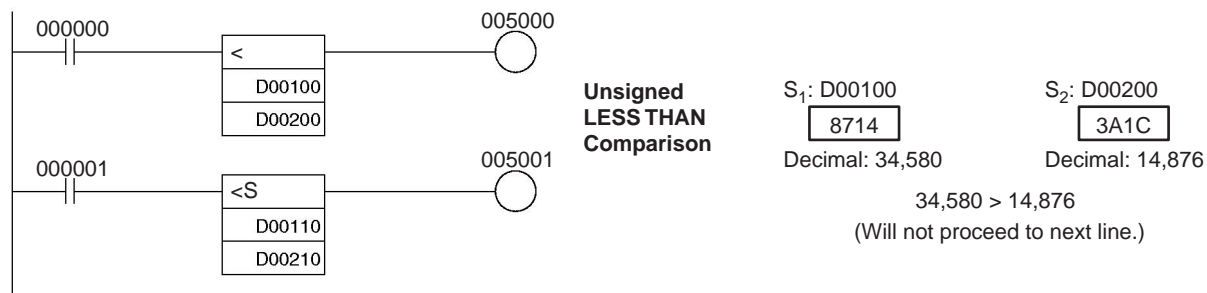 000000
005000
<
D00100
D00200
000001
005001
<S
D00110
D00210
Unsigned
LESS THAN
Comparison
S1: D00100
8714
Decimal: 34,580
S2: D00200
3A1C
Decimal: 14,876
34,580 > 14,876
(Will not proceed to next line.)